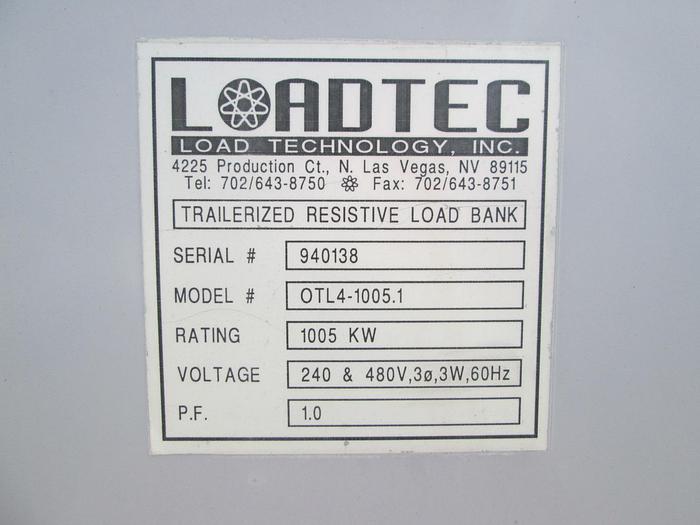 LOADTEC
LOAD TECHNOLOGY, INC.
4225 Production Ct., N. Las Vegas, NV 89115
Tel: 702/643-8750 Fax: 702/643-8751
TRAILERIZED RESISTIVE LOAD BANK
SERIAL # 940138
MODEL # OTL4-1005.1
RATING 1005 KW
VOLTAGE 240 & 480V,3ø,3W,60Hz
P.F. 1.0